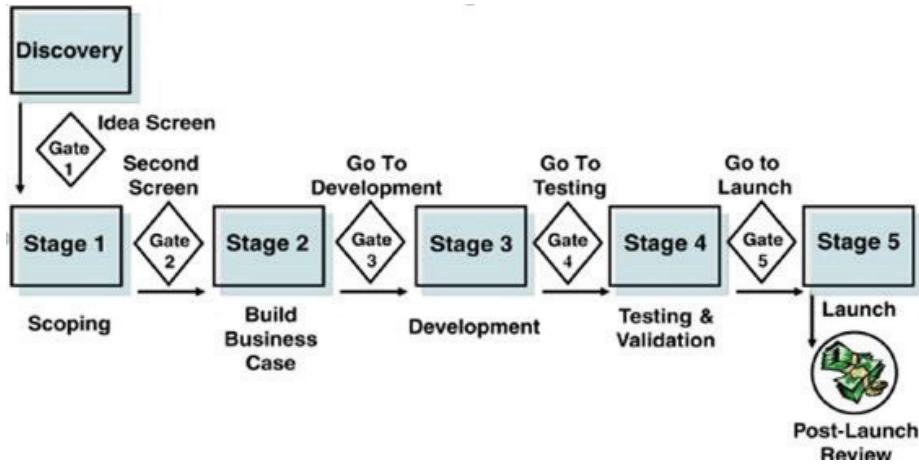 Discovery
Idea Screen
Gate
1
Second
Screen
Go To
Development
Go To
Testing
Go to
Launch
Stage 1
Gate
2
Stage 2
Gate
3
Stage 3
Gate
4
Stage 4
Gate
5
Stage 5
Scoping
Build
Business
Case
Development
Testing &
Validation
Launch
Post-Launch
Review